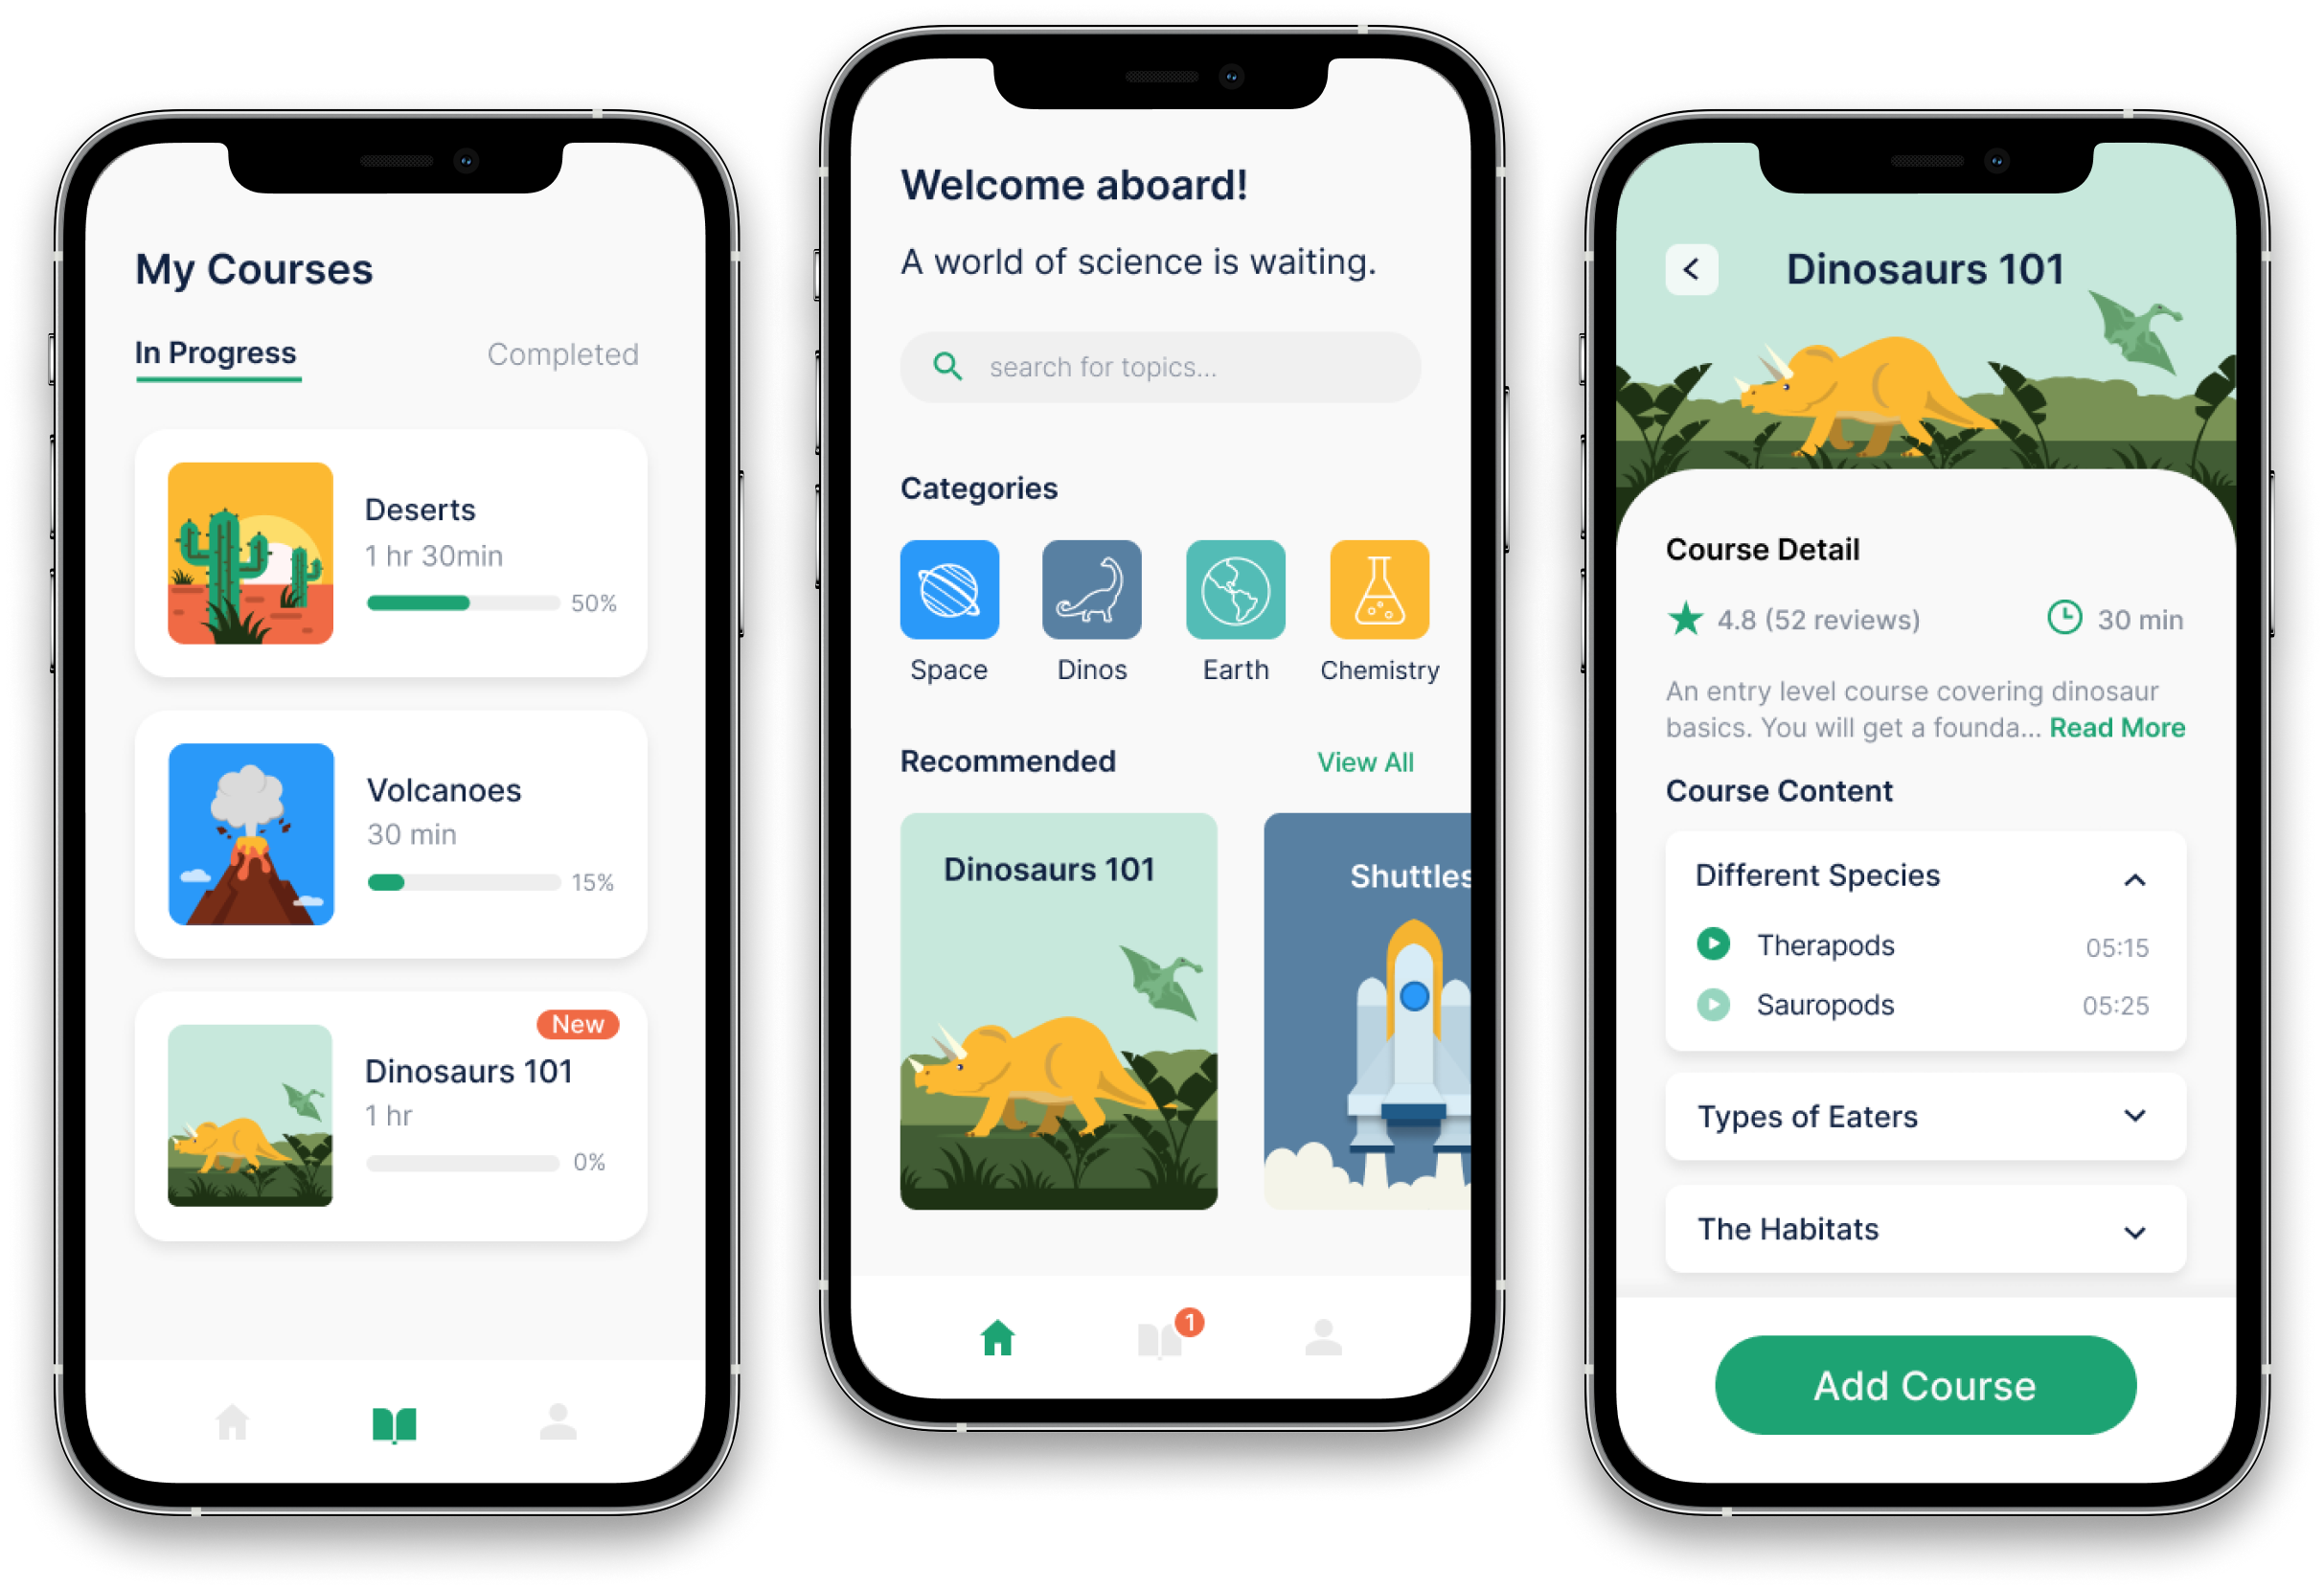 My Courses
In Progress
Completed
Deserts
1 hr 30min
50%
Volcanoes
30 min
15%
New
Dinosaurs 101
1 hr
0%
Welcome aboard!
A world of science is waiting.
search for topics...
Categories
Space
Dinos
Earth
Chemistry
Recommended
View All
Dinosaurs 101
Shuttles
1
Dinosaurs 101
Course Detail
4.8 (52 reviews)
30 min
An entry level course covering dinosaur
basics. You will get a founda... Read More
Course Content
Different Species
Therapods
05:15
Sauropods
05:25
Types of Eaters
The Habitats
Add Course